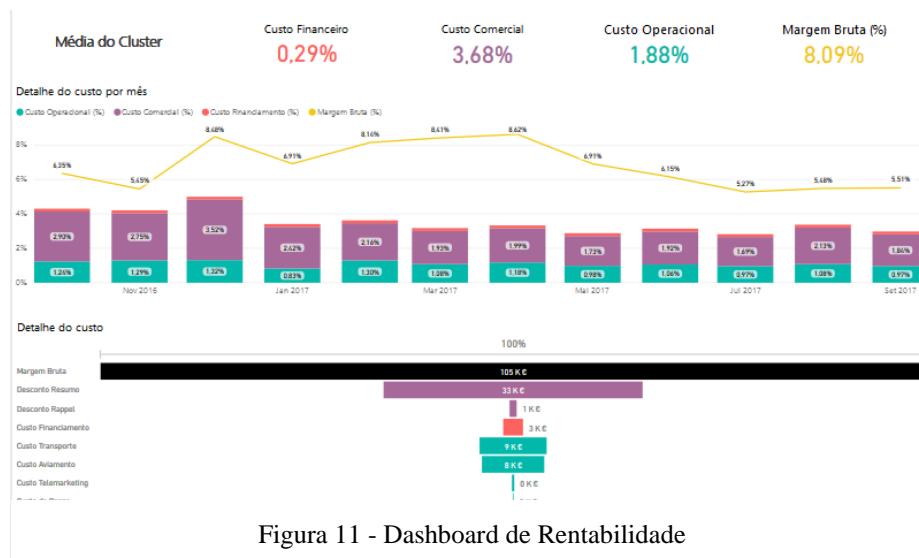 Média do Cluster
Custo Financeiro
0,29%
Custo Comercial
3,68%
Custo Operacional
1,88%
Margem Bruta (%)
8,09%
Detalhe do custo por mês
Custo Operacional (%) Custo Comercial (%) Custo Financiamento (%) Margem Bruta (%)
8%
6%
4%
2%
0%
6,35% 5,45% 8,48% 6,91% 8,14% 8,41% 8,62% 6,91% 6,15% 5,27% 5,48% 5,51%
2,90% 2,75% 3,52% 2,42% 2,16% 1,93% 1,99% 1,73% 1,92% 1,69% 2,13% 1,84%
1,24% 1,29% 1,32% 0,83% 1,30% 1,08% 1,18% 0,98% 1,06% 0,97% 1,08% 0,97%
Nov 2016 Jan 2017 Mar 2017 Mai 2017 Jul 2017 Set 2017
Detalhe do custo
100%
Margem Bruta 105 K €
Desconto Resumo 33 K €
Desconto Rappel 1 K €
Custo Financiamento 3 K €
Custo Transporte 9 K €
Custo Aviamento 8 K €
Custo Telemarketing 0 K €
Figura 11 - Dashboard de Rentabilidade